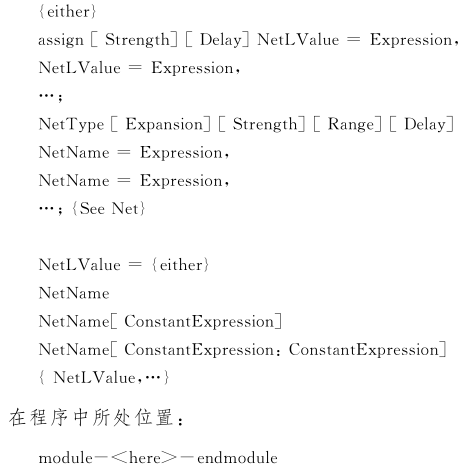 {either}
assign [ Strength] [ Delay] NetLValue = Expression,
NetLValue = Expression,
…;
NetType [ Expansion] [ Strength] [ Range] [ Delay]
NetName = Expression,
NetName = Expression,
…; {See Net}
NetLValue = {either}
NetName
NetName[ ConstantExpression]
NetName[ ConstantExpression: ConstantExpression]
{ NetLValue,…}
在程序中所处位置:
module-<here>-endmodule